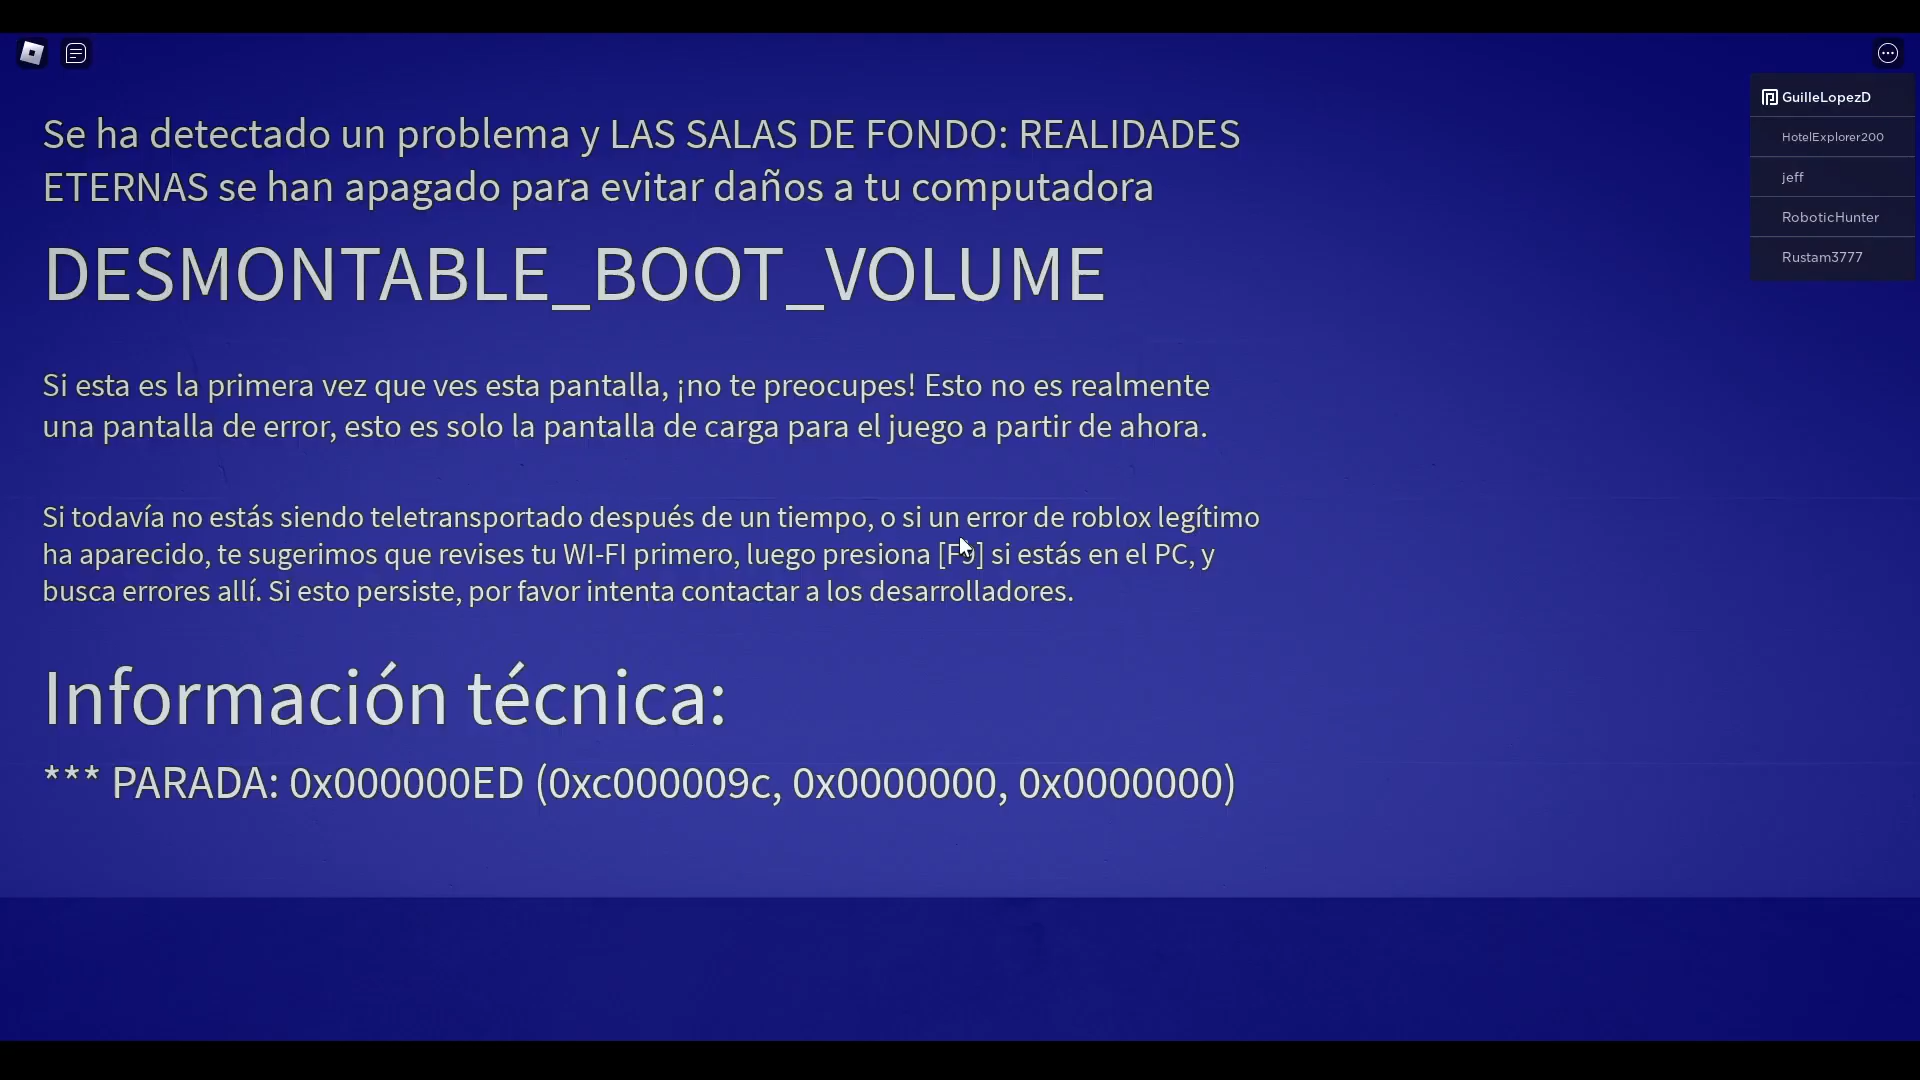 Se ha detectado un problema y LAS SALAS DE FONDO: REALIDADES
ETERNAS se han apagado para evitar daños a tu computadora
DESMONTABLE_BOOT_VOLUME
Si esta es la primera vez que ves esta pantalla, ¡no te preocupes! Esto no es realmente
una pantalla de error, esto es solo la pantalla de carga para el juego a partir de ahora.
Si todavía no estás siendo teletransportado después de un tiempo, o si un error de roblox legítimo
ha aparecido, te sugerimos que revises tu WI-FI primero, luego presiona [F9] si estás en el PC, y
busca errores allí. Si esto persiste, por favor intenta contactar a los desarrolladores.
Información técnica:
*** PARADA: 0x000000ED (0xc000009c, 0x0000000, 0x0000000)
GuilleLopezD
HotelExplorer200
jeff
RoboticHunter
Rustam3777